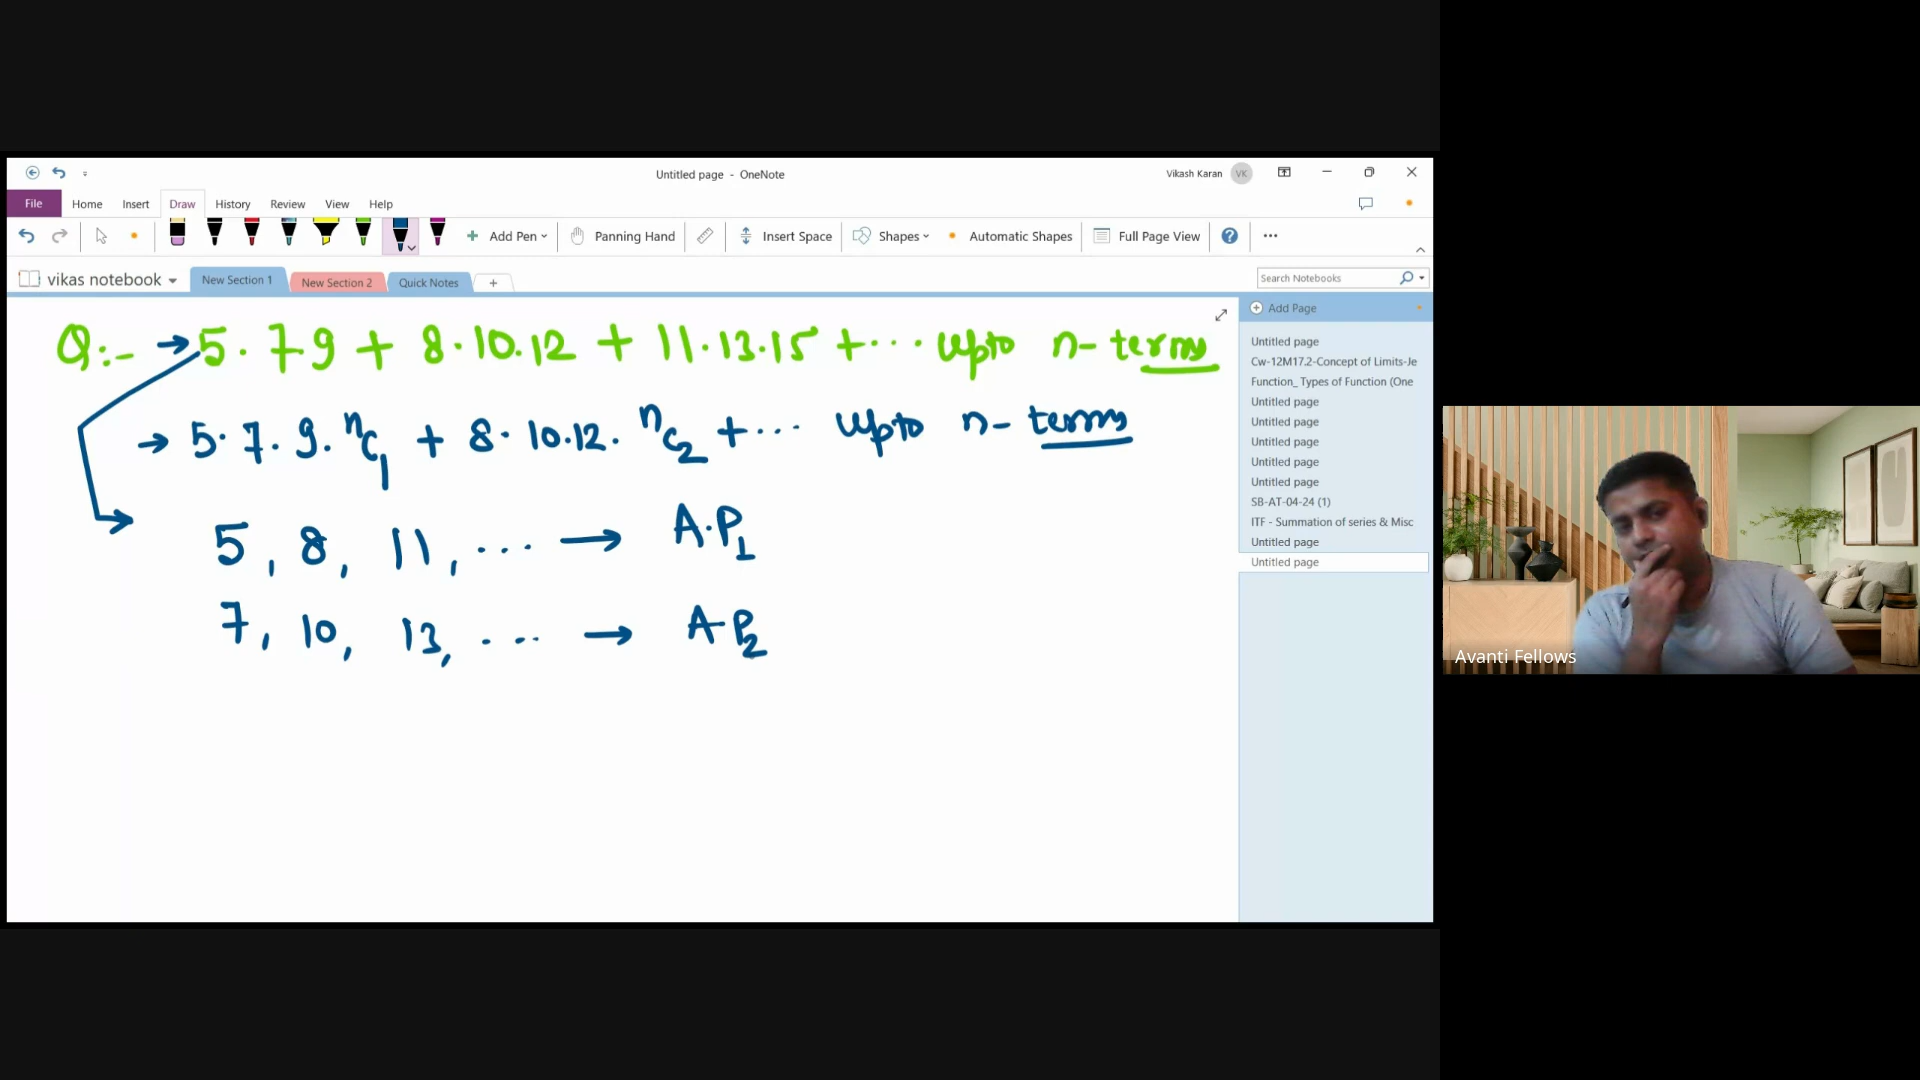 Untitled page - OneNote
Vikash Karan VK
File Home Insert Draw History Review View Help
Add Pen Panning Hand Insert Space Shapes Automatic Shapes Full Page View
vikas notebook New Section 1 New Section 2 Quick Notes + Search Notebooks
Add Page
Q:- → 5 . 7.9 + 8.10.12 + 11.13.15 + ... upto n-terms
→ 5. 7. 9. ⁿC₁ + 8. 10.12. ⁿC₂ + ... upto n-terms
5, 8, 11, ... → A.P₁
7, 10, 13, ... → A.P₂
Untitled page
Cw-12M17.2-Concept of Limits-Je
Function_ Types of Function (One
Untitled page
Untitled page
Untitled page
Untitled page
Untitled page
SB-AT-04-24 (1)
ITF - Summation of series & Misc
Untitled page
Untitled page
Avanti Fellows